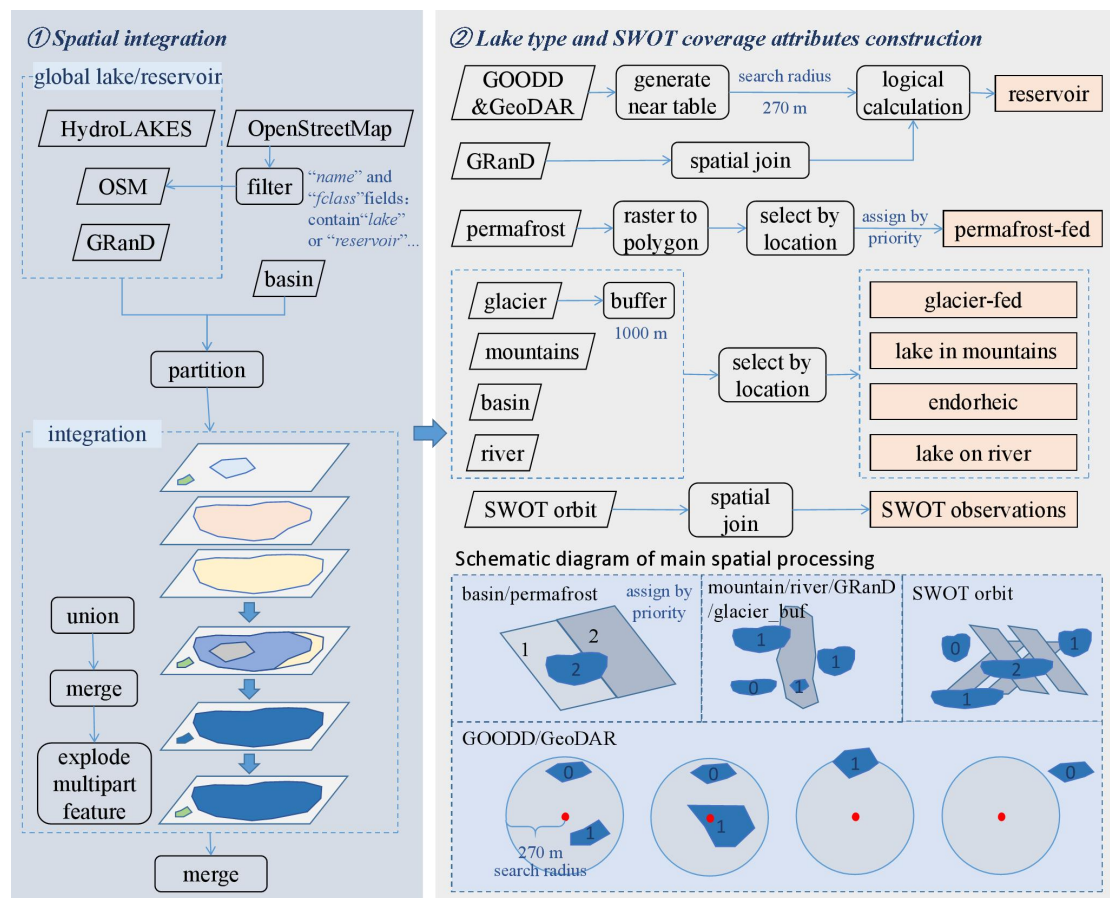 ① Spatial integration
global lake/reservoir
HydroLAKES
OpenStreetMap
OSM
filter
“name” and
“fclass”fields:
contain“lake”
or “reservoir”...
GRanD
basin
partition
integration
union
merge
explode
multipart
feature
merge
② Lake type and SWOT coverage attributes construction
GOODD
&GeoDAR
generate
near table
search radius
270 m
logical
calculation
reservoir
GRanD
spatial join
permafrost
raster to
polygon
select by
location
assign by
priority
permafrost-fed
glacier
buffer
1000 m
mountains
basin
river
select by
location
glacier-fed
lake in mountains
endorheic
lake on river
SWOT orbit
spatial
join
SWOT observations
Schematic diagram of main spatial processing
basin/permafrost
assign by
priority
1
2
2
mountain/river/GRanD
/glacier_buf
1
1
0
1
SWOT orbit
0
1
2
1
GOODD/GeoDAR
0
1
270 m
search radius
0
1
1
0